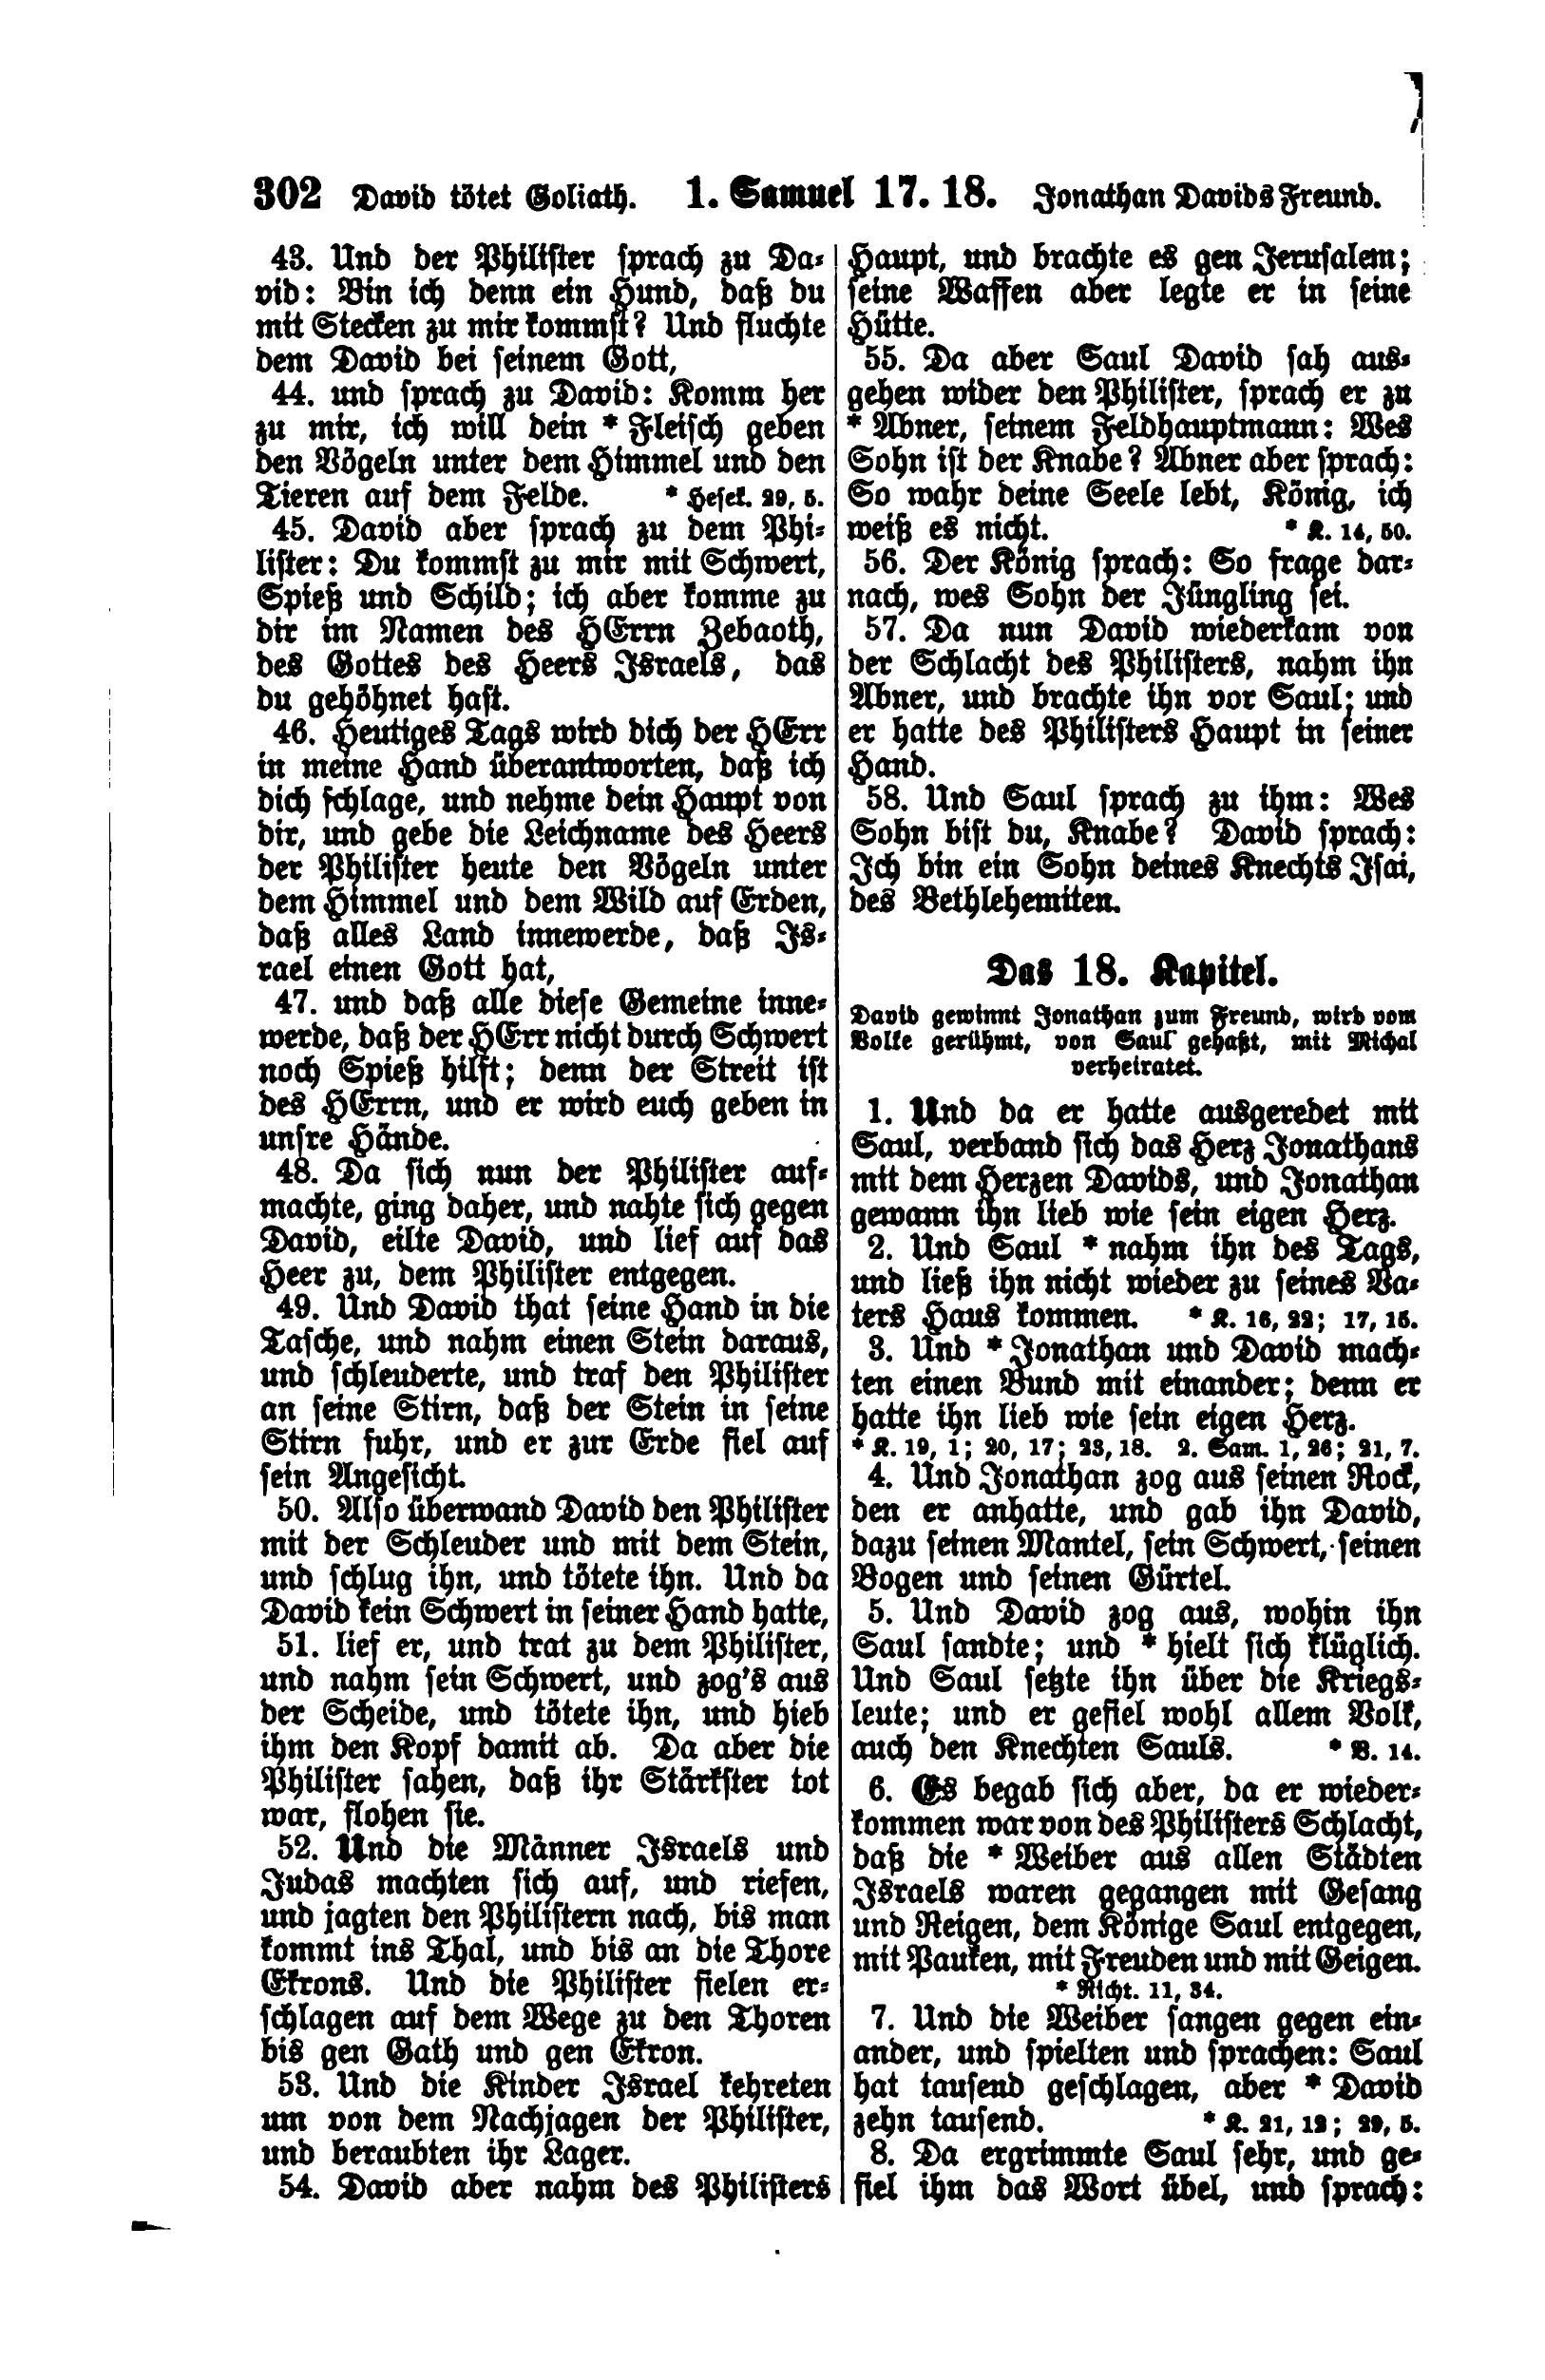 302 David tötet Goliath. 1. Samuel 17. 18. Jonathan Davids Freund.
43. Und der Philister sprach zu Da-
vid: Bin ich denn ein Hund, daß du
mit Stecken zu mir kommst? Und fluchte
dem David bei seinem Gott,
44. und sprach zu David: Komm her
zu mir, ich will dein * Fleisch geben
den Vögeln unter dem Himmel und den
Tieren auf dem Felde. * Hesek. 29, 5.
45. David aber sprach zu dem Phi-
lister: Du kommst zu mir mit Schwert,
Spieß und Schild; ich aber komme zu
dir im Namen des HErrn Zebaoth,
des Gottes des Heers Israels, das
du gehöhnet hast.
46. Heutiges Tags wird dich der HErr
in meine Hand überantworten, daß ich
dich schlage, und nehme dein Haupt von
dir, und gebe die Leichname des Heers
der Philister heute den Vögeln unter
dem Himmel und dem Wild auf Erden,
daß alles Land innewerde, daß Is-
rael einen Gott hat,
47. und daß alle diese Gemeine inne-
werde, daß der HErr nicht durch Schwert
noch Spieß hilft; denn der Streit ist
des HErrn, und er wird euch geben in
unsre Hände.
48. Da sich nun der Philister auf-
machte, ging daher, und nahte sich gegen
David, eilte David, und lief auf das
Heer zu, dem Philister entgegen.
49. Und David that seine Hand in die
Tasche, und nahm einen Stein daraus,
und schleuderte, und traf den Philister
an seine Stirn, daß der Stein in seine
Stirn fuhr, und er zur Erde fiel auf
sein Angesicht.
50. Also überwand David den Philister
mit der Schleuder und mit dem Stein,
und schlug ihn, und tötete ihn. Und da
David kein Schwert in seiner Hand hatte,
51. lief er, und trat zu dem Philister,
und nahm sein Schwert, und zog's aus
der Scheide, und tötete ihn, und hieb
ihm den Kopf damit ab. Da aber die
Philister sahen, daß ihr Stärkster tot
war, flohen sie.
52. Und die Männer Israels und
Judas machten sich auf, und riefen,
und jagten den Philistern nach, bis man
kommt ins Thal, und bis an die Thore
Ekrons. Und die Philister fielen er-
schlagen auf dem Wege zu den Thoren
bis gen Gath und gen Ekron.
53. Und die Kinder Israel kehreten
um von dem Nachjagen der Philister,
und beraubten ihr Lager.
54. David aber nahm des Philisters
Haupt, und brachte es gen Jerusalem;
seine Waffen aber legte er in seine
Hütte.
55. Da aber Saul David sah aus-
gehen wider den Philister, sprach er zu
* Abner, seinem Feldhauptmann: Wes
Sohn ist der Knabe? Abner aber sprach:
So wahr deine Seele lebt, König, ich
weiß es nicht. * K. 14, 50.
56. Der König sprach: So frage dar-
nach, wes Sohn der Jüngling sei.
57. Da nun David wiederkam von
der Schlacht des Philisters, nahm ihn
Abner, und brachte ihn vor Saul; und
er hatte des Philisters Haupt in seiner
Hand.
58. Und Saul sprach zu ihm: Wes
Sohn bist du, Knabe? David sprach:
Ich bin ein Sohn deines Knechts Isai,
des Bethlehemiten.
Das 18. Kapitel.
David gewinnt Jonathan zum Freund, wird vom
Volke gerühmt, von Saul gehaßt, mit Michal
verheiratet.
1. Und da er hatte ausgeredet mit
Saul, verband sich das Herz Jonathans
mit dem Herzen Davids, und Jonathan
gewann ihn lieb wie sein eigen Herz.
2. Und Saul * nahm ihn des Tags,
und ließ ihn nicht wieder zu seines Va-
ters Haus kommen. * K. 16, 22; 17, 15.
3. Und * Jonathan und David mach-
ten einen Bund mit einander; denn er
hatte ihn lieb wie sein eigen Herz.
* K. 19, 1; 20, 17; 23, 18. 2. Sam. 1, 26; 21, 7.
4. Und Jonathan zog aus seinen Rock,
den er anhatte, und gab ihn David,
dazu seinen Mantel, sein Schwert, seinen
Bogen und seinen Gürtel.
5. Und David zog aus, wohin ihn
Saul sandte; und * hielt sich klüglich.
Und Saul setzte ihn über die Kriegs-
leute; und er gefiel wohl allem Volk,
auch den Knechten Sauls. * V. 14.
6. Es begab sich aber, da er wieder-
kommen war von des Philisters Schlacht,
daß die * Weiber aus allen Städten
Israels waren gegangen mit Gesang
und Reigen, dem Könige Saul entgegen,
mit Pauken, mit Freuden und mit Geigen.
* Richt. 11, 34.
7. Und die Weiber sangen gegen ein-
ander, und spielten und sprachen: Saul
hat tausend geschlagen, aber * David
zehn tausend. * K. 21, 12; 29, 5.
8. Da ergrimmte Saul sehr, und ge-
fiel ihm das Wort übel, und sprach: